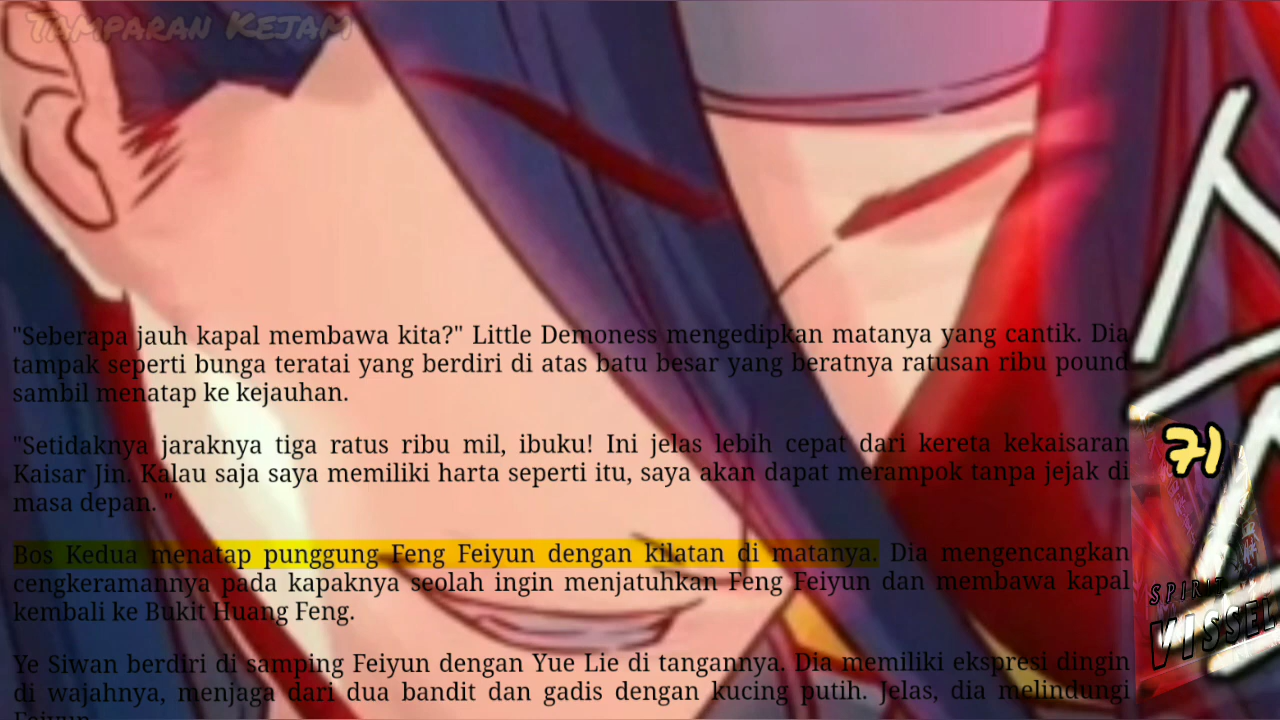 TAMPARAN KEJAM
"Seberapa jauh kapal membawa kita?" Little Demoness mengedipkan matanya yang cantik. Dia
tampak seperti bunga teratai yang berdiri di atas batu besar yang beratnya ratusan ribu pound
sambil menatap ke kejauhan.
"Setidaknya jaraknya tiga ratus ribu mil, ibuku! Ini jelas lebih cepat dari kereta kekaisaran
Kaisar Jin. Kalau saja saya memiliki harta seperti itu, saya akan dapat merampok tanpa jejak di
masa depan. "
Bos Kedua menatap punggung Feng Feiyun dengan kilatan di matanya. Dia mengencangkan
cengkeramannya pada kapaknya seolah ingin menjatuhkan Feng Feiyun dan membawa kapal
kembali ke Bukit Huang Feng.
Ye Siwan berdiri di samping Feiyun dengan Yue Lie di tangannya. Dia memiliki ekspresi dingin
di wajahnya, menjaga dari dua bandit dan gadis dengan kucing putih. Jelas, dia melindungi
Feiyun.
71
SPIRIT
VISSEL